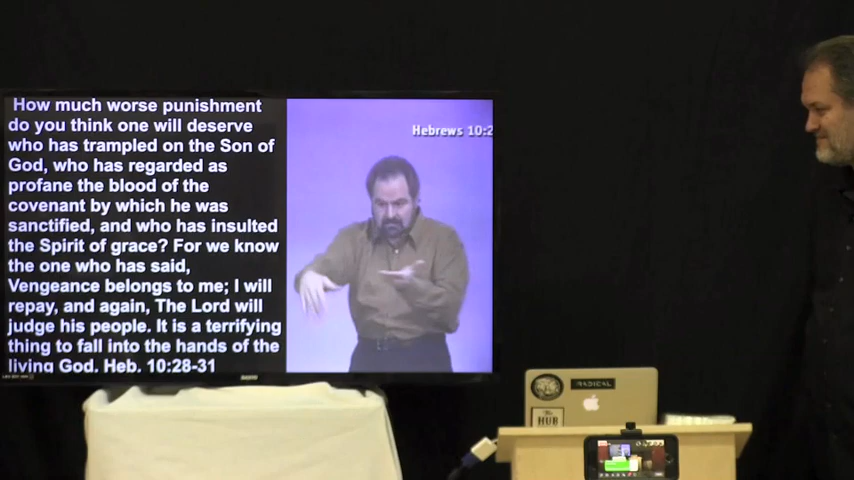 How much worse punishment
do you think one will deserve
who has trampled on the Son of
God, who has regarded as
profane the blood of the
covenant by which he was
sanctified, and who has insulted
the Spirit of grace? For we know
the one who has said,
Vengeance belongs to me; I will
repay, and again, The Lord will
judge his people. It is a terrifying
thing to fall into the hands of the
living God. Heb. 10:28-31
Hebrews 10:2
RADICAL
The
HUB